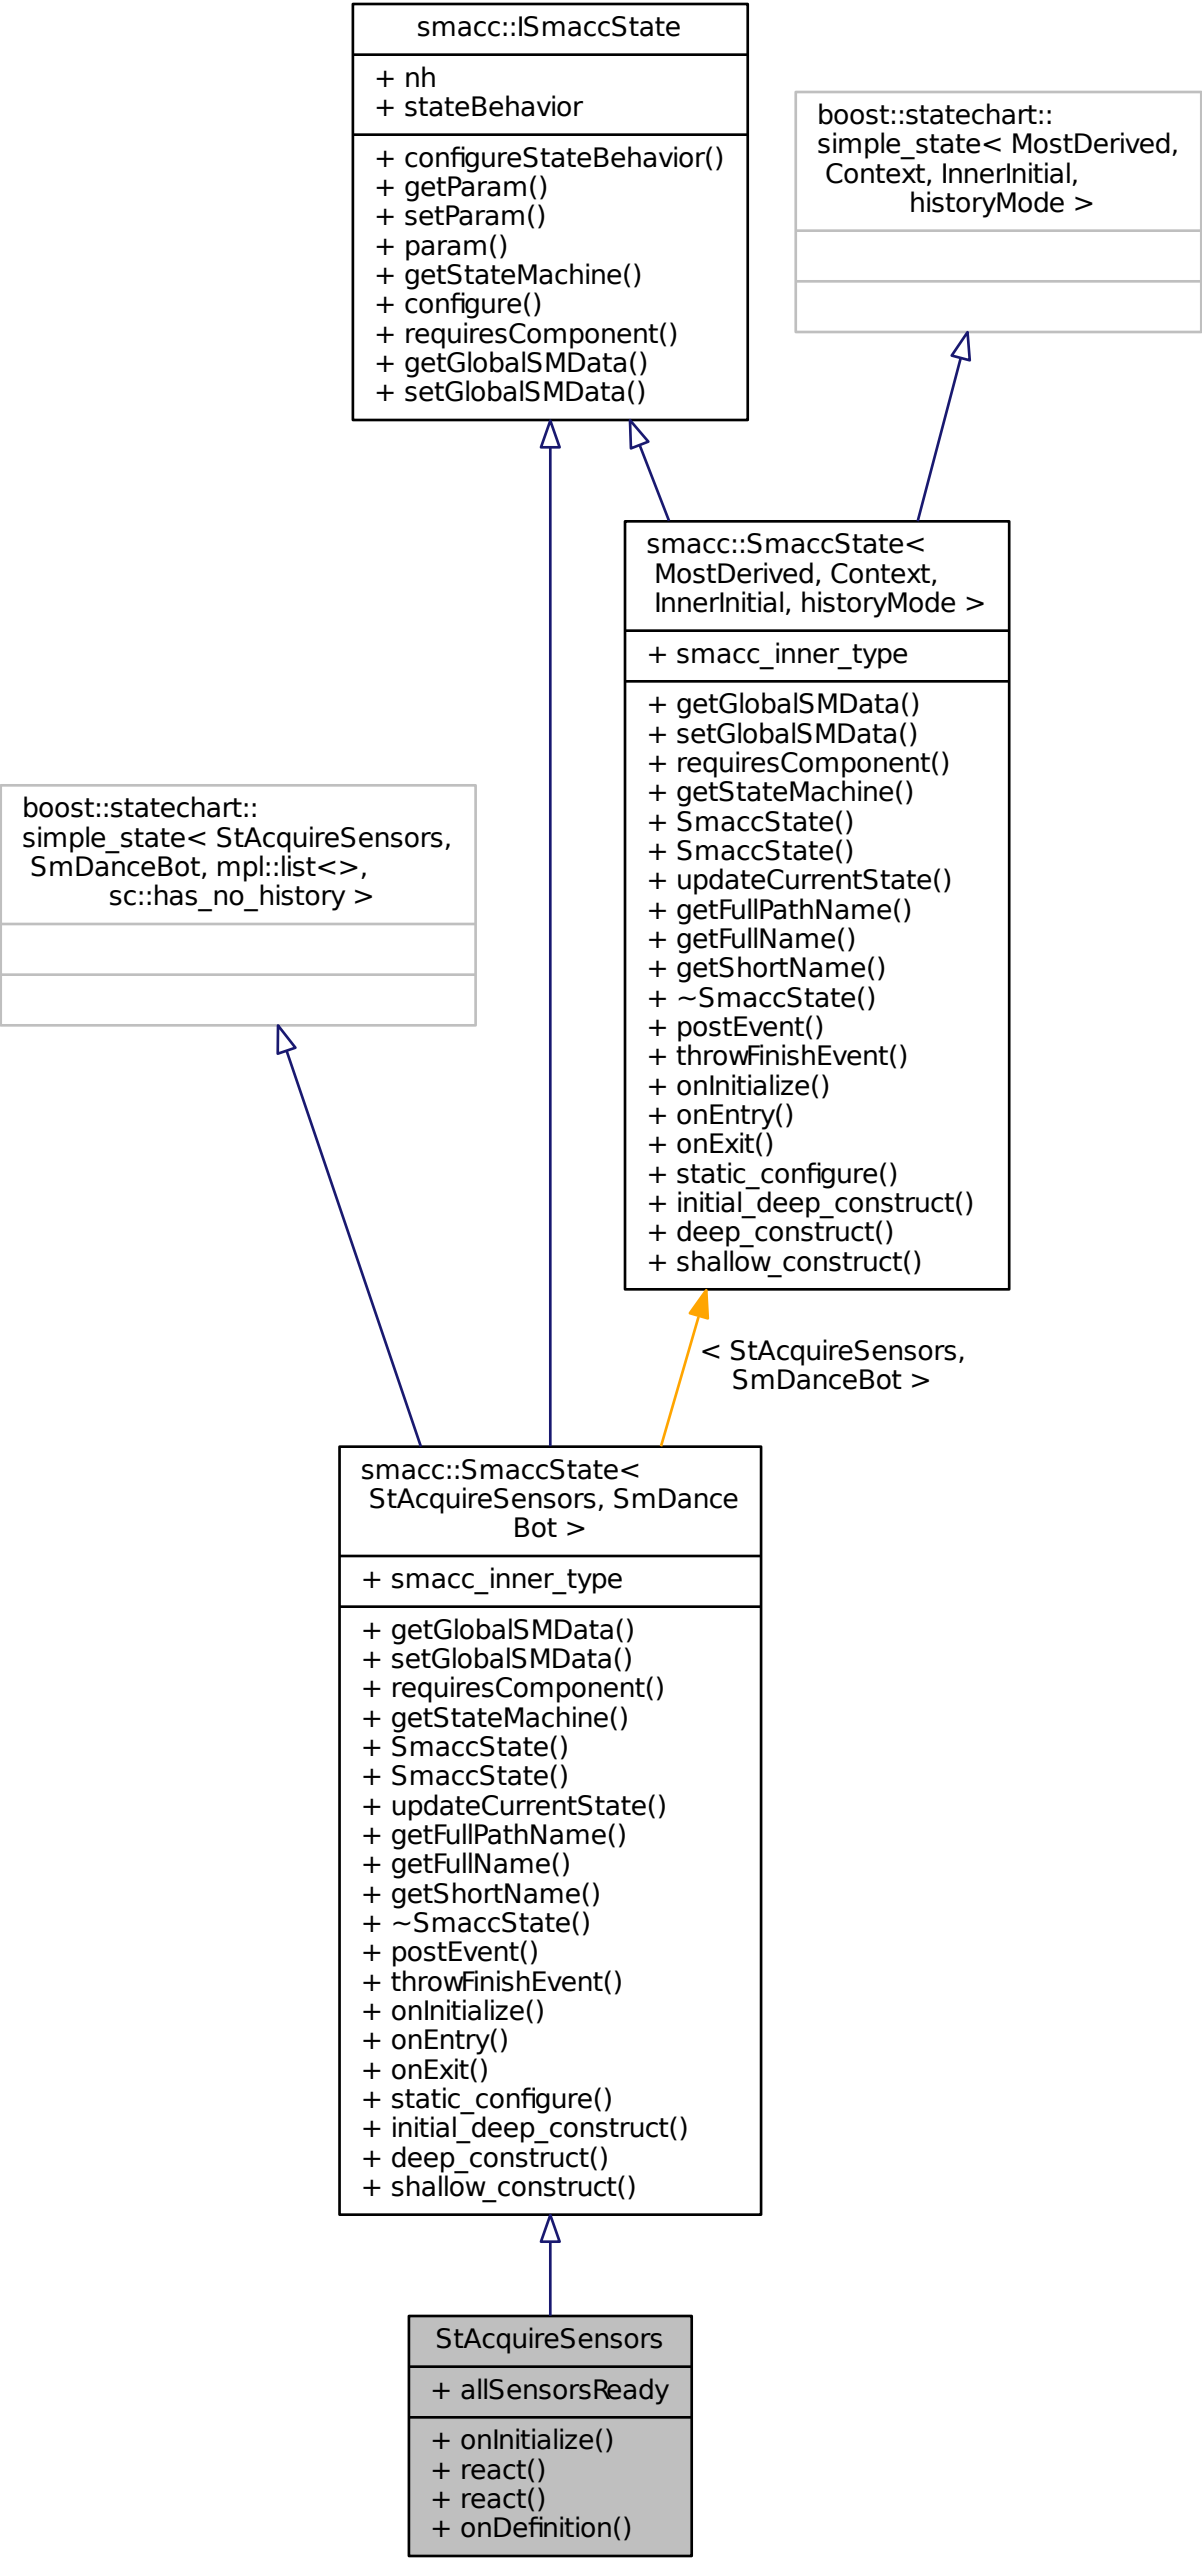 smacc::ISmaccState
+ nh
+ stateBehavior
+ configureStateBehavior()
+ getParam()
+ setParam()
+ param()
+ getStateMachine()
+ configure()
+ requiresComponent()
+ getGlobalSMData()
+ setGlobalSMData()
boost::statechart::
simple_state< MostDerived,
Context, InnerInitial,
historyMode >
smacc::SmaccState<
MostDerived, Context,
InnerInitial, historyMode >
+ smacc_inner_type
+ getGlobalSMData()
+ setGlobalSMData()
+ requiresComponent()
+ getStateMachine()
+ SmaccState()
+ SmaccState()
+ updateCurrentState()
+ getFullPathName()
+ getFullName()
+ getShortName()
+ ~SmaccState()
+ postEvent()
+ throwFinishEvent()
+ onInitialize()
+ onEntry()
+ onExit()
+ static_configure()
+ initial_deep_construct()
+ deep_construct()
+ shallow_construct()
boost::statechart::
simple_state< StAcquireSensors,
SmDanceBot, mpl::list<>,
sc::has_no_history >
< StAcquireSensors,
SmDanceBot >
smacc::SmaccState<
StAcquireSensors, SmDance
Bot >
+ smacc_inner_type
+ getGlobalSMData()
+ setGlobalSMData()
+ requiresComponent()
+ getStateMachine()
+ SmaccState()
+ SmaccState()
+ updateCurrentState()
+ getFullPathName()
+ getFullName()
+ getShortName()
+ ~SmaccState()
+ postEvent()
+ throwFinishEvent()
+ onInitialize()
+ onEntry()
+ onExit()
+ static_configure()
+ initial_deep_construct()
+ deep_construct()
+ shallow_construct()
StAcquireSensors
+ allSensorsReady
+ onInitialize()
+ react()
+ react()
+ onDefinition()